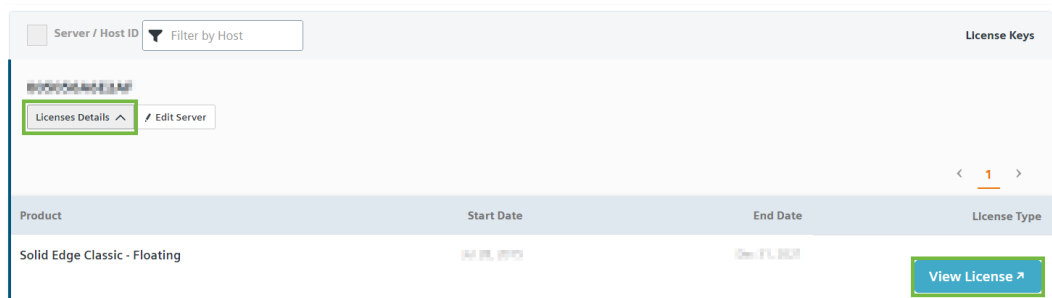 Server / Host ID Filter by Host License Keys
Licenses Details Edit Server
1
Product Start Date End Date License Type
Solid Edge Classic - Floating
View License